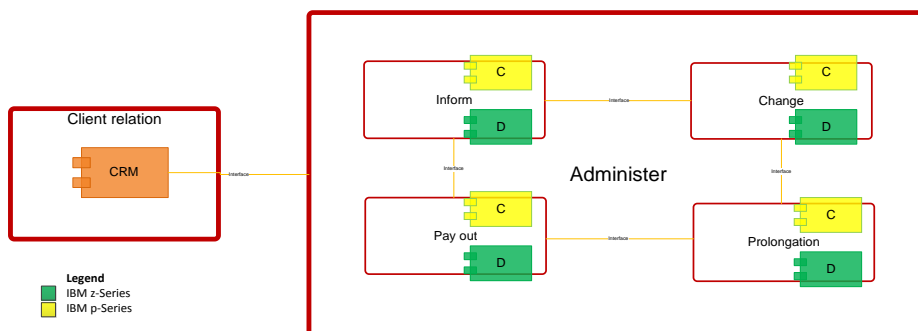 Client relation
CRM
Interface
Administer
Inform
C
D
Interface
Change
C
D
Interface
Interface
Pay out
C
D
Interface
Prolongation
C
D
Legend
IBM z-Series
IBM p-Series